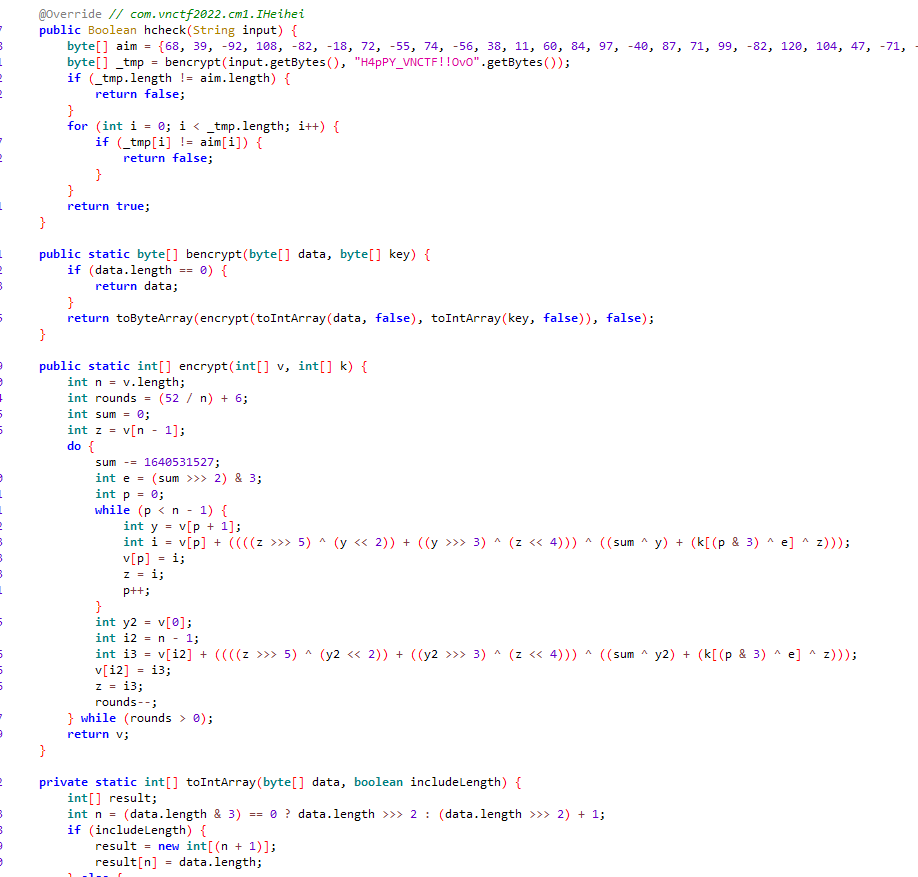 @Override // com.vnctf2022.cm1.IHeihei
public Boolean hcheck(String input) {
byte[] aim = {68, 39, -92, 108, -82, -18, 72, -55, 74, -56, 38, 11, 60, 84, 97, -40, 87, 71, 99, -82, 120, 104, 47, -71, -
byte[] _tmp = bencrypt(input.getBytes(), "H4pPY_VNCTF!!OvO".getBytes());
if (_tmp.length != aim.length) {
return false;
}
for (int i = 0; i < _tmp.length; i++) {
if (_tmp[i] != aim[i]) {
return false;
}
}
return true;
}
public static byte[] bencrypt(byte[] data, byte[] key) {
if (data.length == 0) {
return data;
}
return toByteArray(encrypt(toIntArray(data, false), toIntArray(key, false)), false);
}
public static int[] encrypt(int[] v, int[] k) {
int n = v.length;
int rounds = (52 / n) + 6;
int sum = 0;
int z = v[n - 1];
do {
sum -= 1640531527;
int e = (sum >>> 2) & 3;
int p = 0;
while (p < n - 1) {
int y = v[p + 1];
int i = v[p] + ((((z >>> 5) ^ (y << 2)) + ((y >>> 3) ^ (z << 4))) ^ ((sum ^ y) + (k[(p & 3) ^ e] ^ z)));
v[p] = i;
z = i;
p++;
}
int y2 = v[0];
int i2 = n - 1;
int i3 = v[i2] + ((((z >>> 5) ^ (y2 << 2)) + ((y2 >>> 3) ^ (z << 4))) ^ ((sum ^ y2) + (k[(p & 3) ^ e] ^ z)));
v[i2] = i3;
z = i3;
rounds--;
} while (rounds > 0);
return v;
}
private static int[] toIntArray(byte[] data, boolean includeLength) {
int[] result;
int n = (data.length & 3) == 0 ? data.length >>> 2 : (data.length >>> 2) + 1;
if (includeLength) {
result = new int[(n + 1)];
result[n] = data.length;
} else {